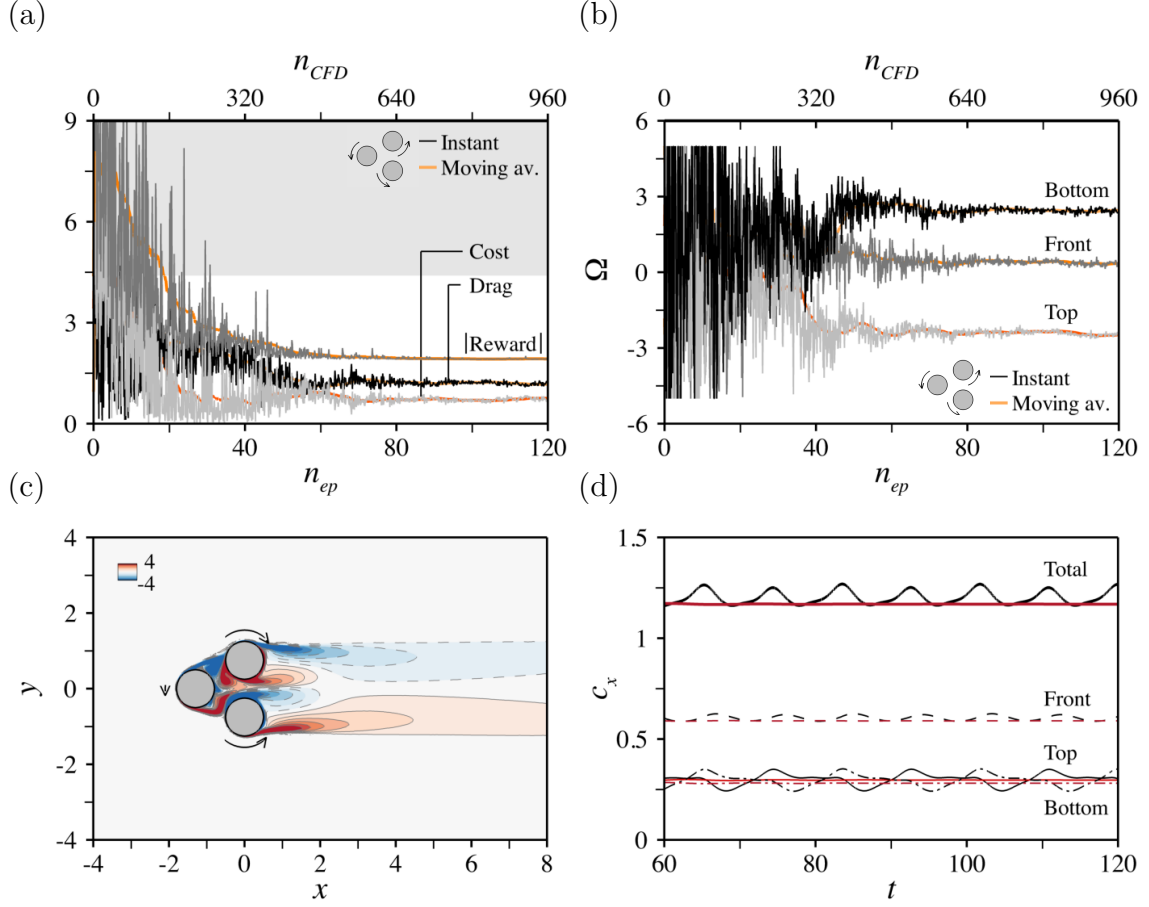 (a)
n_CFD
0 320 640 960
9
6
3
0
Instant
Moving av.
Cost
Drag
|Reward|
0 40 80 120
n_ep
(b)
n_CFD
0 320 640 960
6
3
0
-3
-6
Ω
Bottom
Front
Top
Instant
Moving av.
0 40 80 120
n_ep
(c)
4
2
0
-2
-4
y
4
-4
-4 -2 0 2 4 6 8
x
(d)
1.5
1
0.5
0
c_x
Total
Front
Top
Bottom
60 80 100 120
t